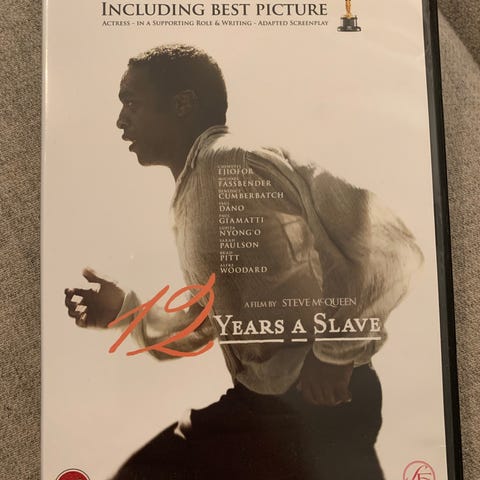 INCLUDING BEST PICTURE
ACTRESS - IN A SUPPORTING ROLE & WRITING - ADAPTED SCREENPLAY
CHIWETEL
EJIOFOR
MICHAEL
FASSBENDER
BENEDICT
CUMBERBATCH
PAUL
DANO
PAUL
GIAMATTI
LUPITA
NYONG'O
SARAH
PAULSON
BRAD
PITT
ALFRE
WOODARD
A FILM BY STEVE McQUEEN
12 YEARS A SLAVE